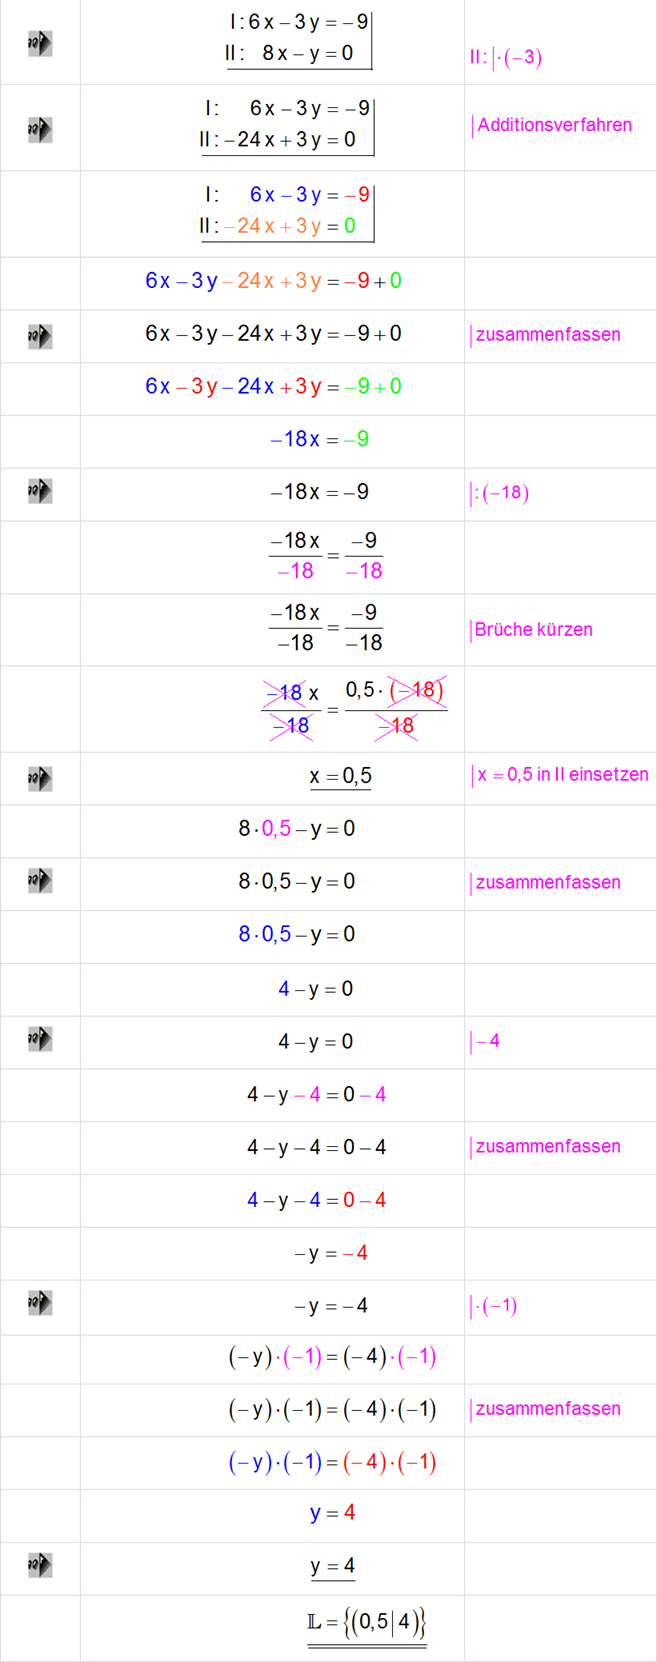 I: 6x − 3y = −9
II: 8x − y = 0 II: |·(−3)
I: 6x − 3y = −9
II: −24x + 3y = 0 |Additionsverfahren
I: 6x − 3y = −9
II: −24x + 3y = 0
6x − 3y − 24x + 3y = −9 + 0
6x − 3y − 24x + 3y = −9 + 0 |zusammenfassen
6x − 3y − 24x + 3y = −9 + 0
−18x = −9
−18x = −9 |:(−18)
−18x/−18 = −9/−18
−18x/−18 = −9/−18 |Brüche kürzen
−18 x/−18 = 0,5·(−18)/−18
x = 0,5 |x = 0,5 in II einsetzen
8·0,5 − y = 0
8·0,5 − y = 0 |zusammenfassen
8·0,5 − y = 0
4 − y = 0
4 − y = 0 |− 4
4 − y − 4 = 0 − 4
4 − y − 4 = 0 − 4 |zusammenfassen
4 − y − 4 = 0 − 4
−y = −4
−y = −4 |·(−1)
(−y)·(−1) = (−4)·(−1)
(−y)·(−1) = (−4)·(−1) |zusammenfassen
(−y)·(−1) = (−4)·(−1)
y = 4
y = 4
𝕃 = {(0,5|4)}